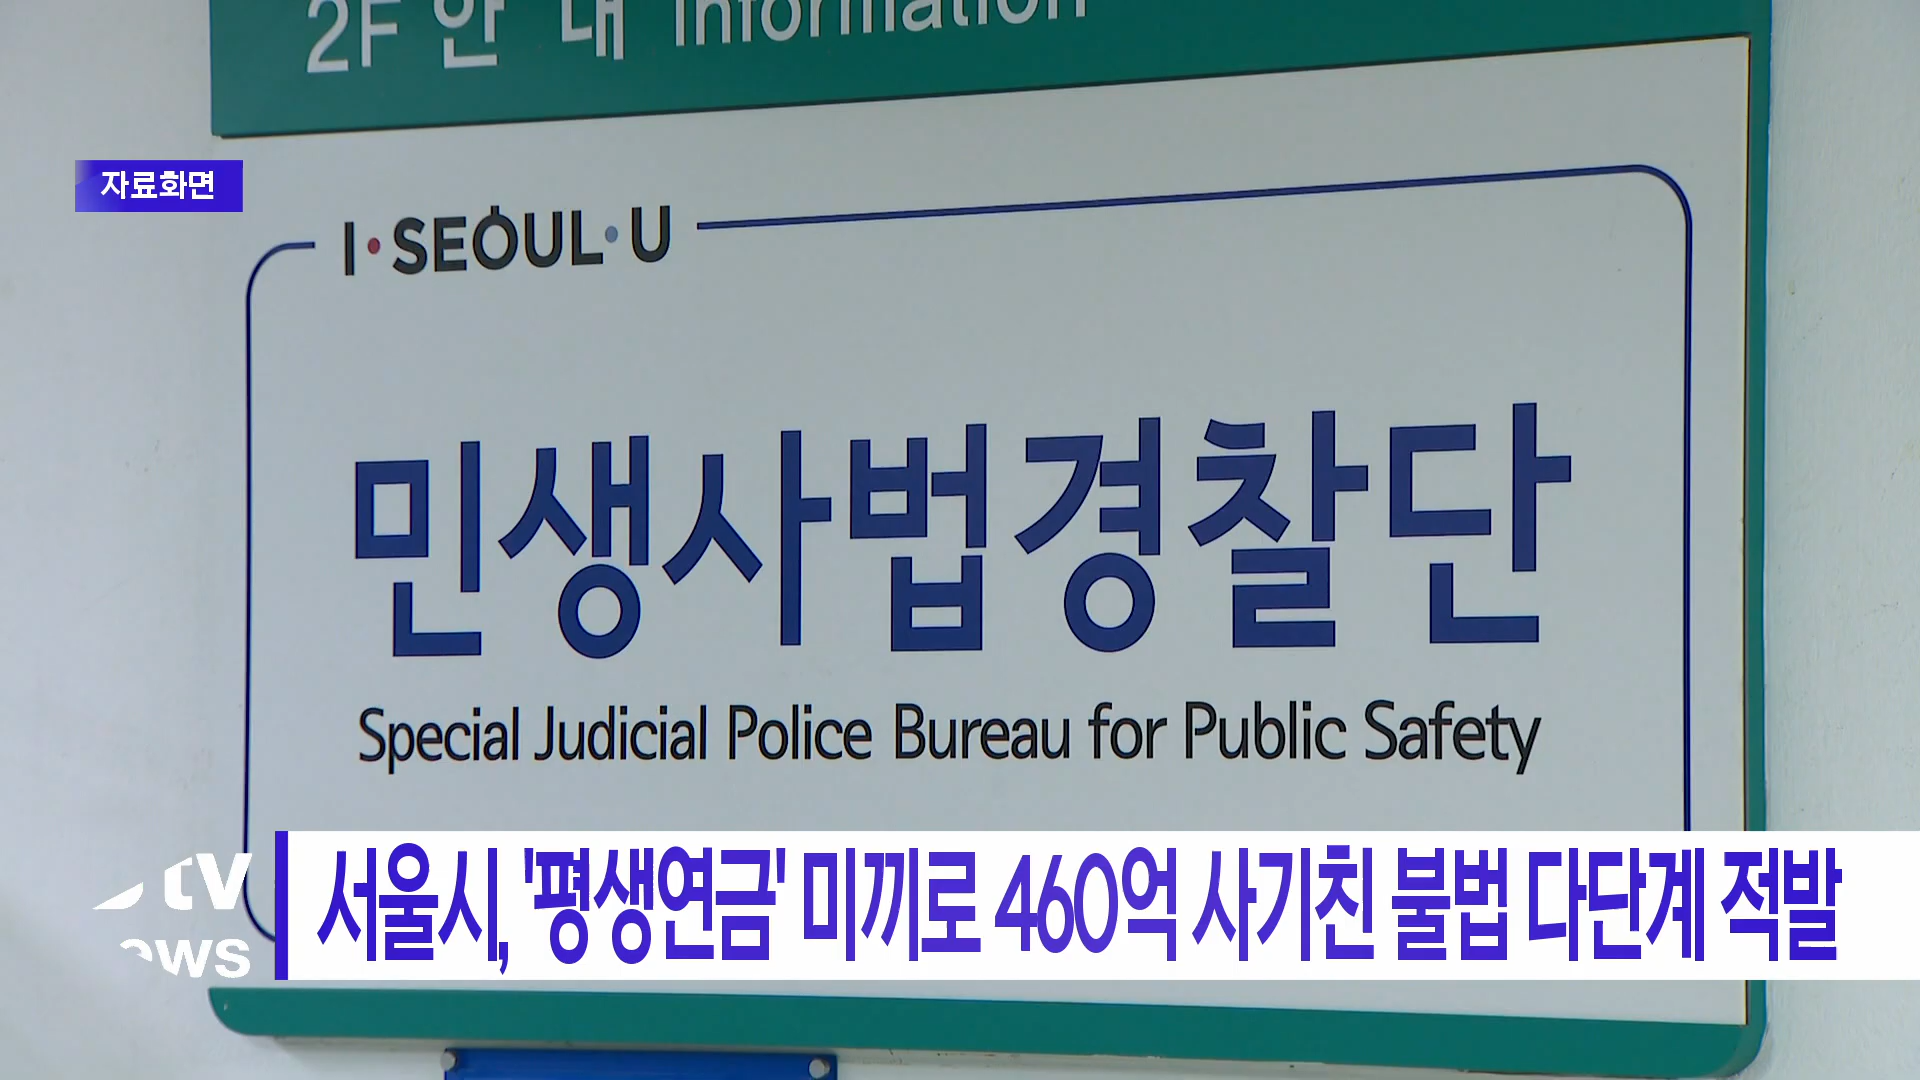 2F 안 내 Information
자료화면
I·SEOUL·U
민생사법경찰단
Special Judicial Police Bureau for Public Safety
tv
서울시, '평생연금' 미끼로 460억 사기친 불법 다단계 적발